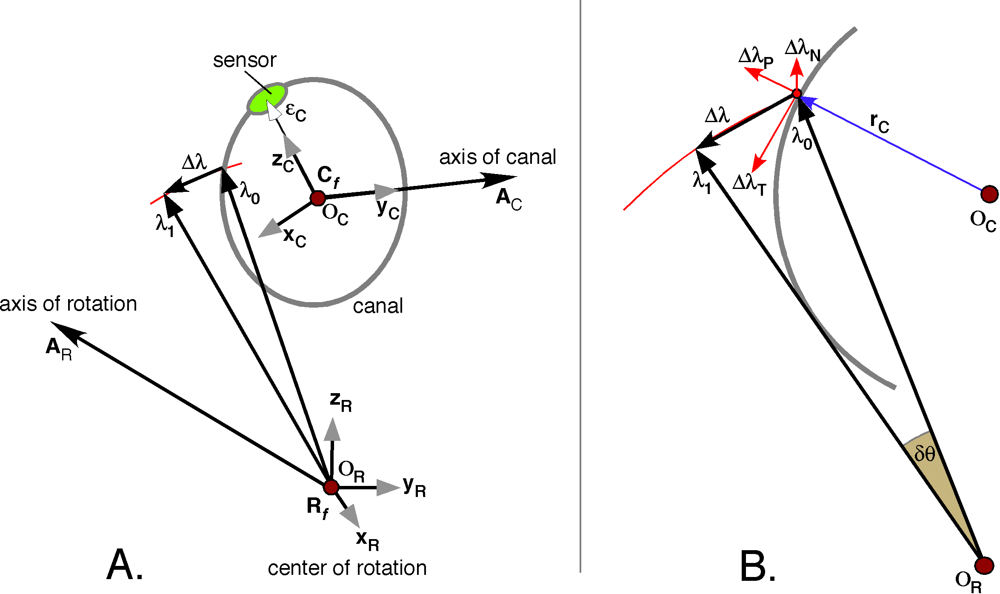 sensor
εC
Δλ
zC
Cf
axis of canal
λ0
OC
yC
AC
λ1
xC
axis of rotation
canal
AR
zR
OR
yR
Rf
xR
center of rotation
A.
ΔλP
ΔλN
Δλ
rC
λ0
λ1
ΔλT
OC
δθ
B.
OR